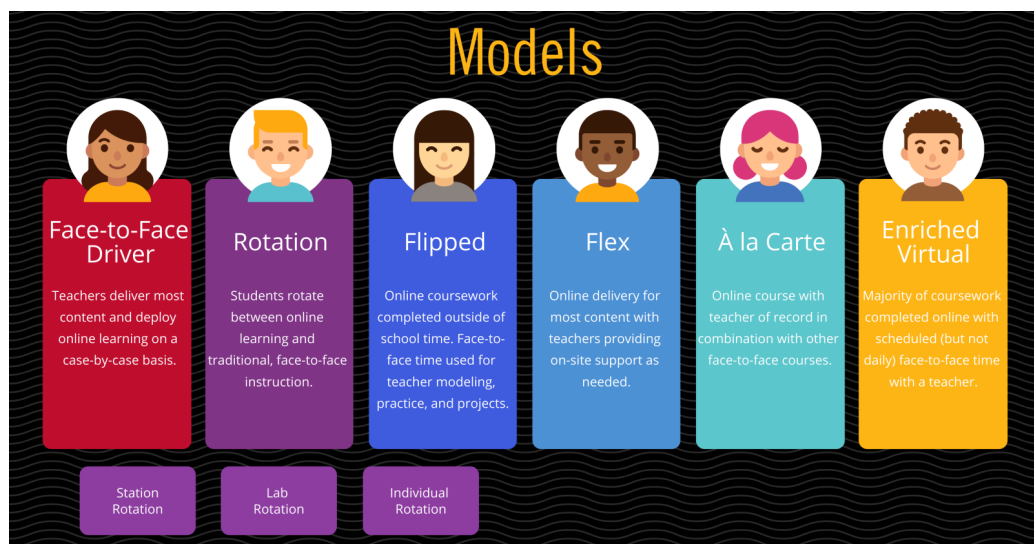 Models
Face-to-Face
Driver
Teachers deliver most
content and deploy
online learning on a
case-by-case basis.
Rotation
Students rotate
between online
learning and
traditional, face-to-face
instruction.
Flipped
Online coursework
completed outside of
school time. Face-to-
face time used for
teacher modeling,
practice, and projects.
Flex
Online delivery for
most content with
teachers providing
on-site support as
needed.
À la Carte
Online course with
teacher of record in
combination with other
face-to-face courses.
Enriched
Virtual
Majority of coursework
completed online with
scheduled (but not
daily) face-to-face time
with a teacher.
Station
Rotation
Lab
Rotation
Individual
Rotation